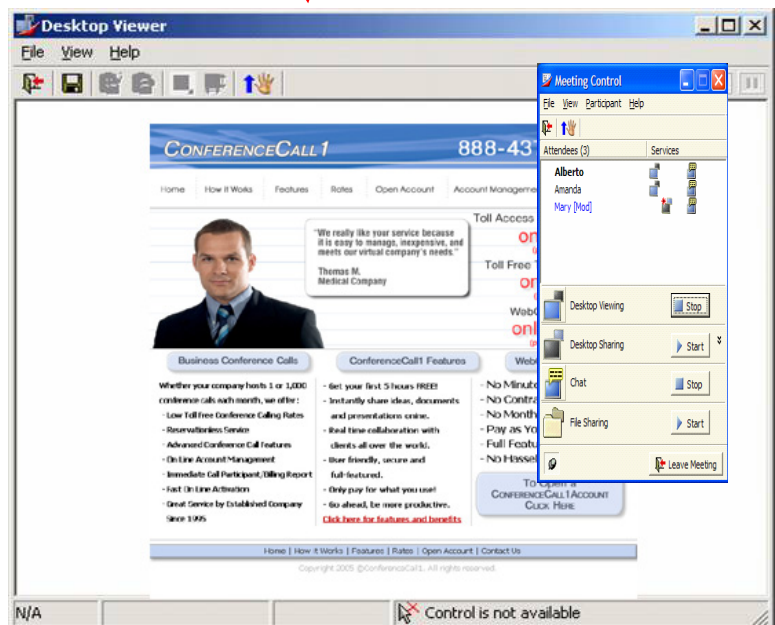 Desktop Viewer
File View Help
CONFERENCECALL1 888-43
Home How It Works Features Rates Open Account Account Manageme
Toll Access
on
"We really like your service because
it is easy to manage, inexpensive, and
meets our virtual company's needs."
Thomas M.
Medical Company
Toll Free
on
Web
onl
Business Conference Calls
Whether your company hosts 1 or 1,000
conference calls each month, we offer:
- Low Toll Free Conference Calling Rates
- Reservationless Service
- Advanced Conference Call Features
- On Line Account Management
- Immediate Call Participant/Billing Report
- Fast On Line Activation
- Great Service by Established Company
Since 1995
ConferenceCall1 Features
- Get your first 5 hours FREE!
- Instantly share ideas, documents
and presentations online.
- Real time collaboration with
clients all over the world.
- User friendly, secure and
full-featured.
- Only pay for what you use!
- Go ahead, be more productive.
Click here for features and benefits
Web
- No Minut
- No Contra
- No Month
- Pay as Yo
- Full Featu
- No Hassel
To Open a
CONFERENCECALL1 ACCOUNT
CLICK HERE
Home | How it Works | Features | Rates | Open Account | Contact Us
Copyright 2005 @ConferenceCall1. All rights reserved.
N/A
Control is not available
Meeting Control
File View Participant Help
Attendees (3) Services
Alberto
Amanda
Mary [Mod]
Desktop Viewing Stop
Desktop Sharing Start
Chat Stop
File Sharing Start
Leave Meeting